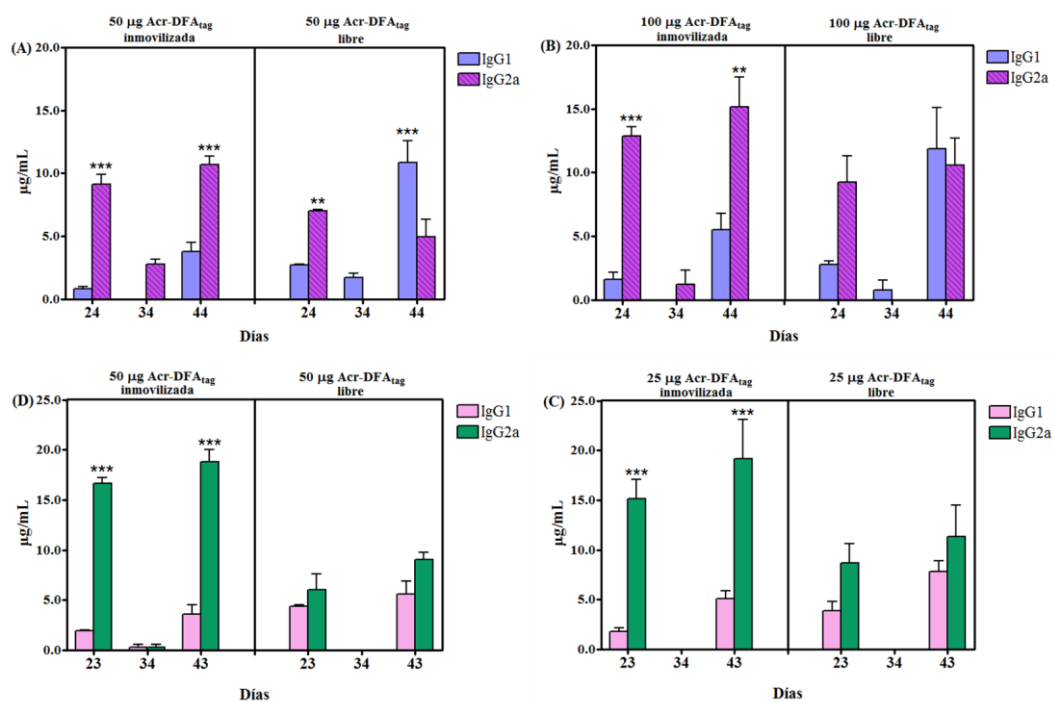 50 µg Acr-DFAtag
inmovilizada
50 µg Acr-DFAtag
libre
(A)
20.0
15.0
10.0
5.0
0.0
µg/mL
***
***
**
***
24 34 44 24 34 44
Días
IgG1
IgG2a
100 µg Acr-DFAtag
inmovilizada
100 µg Acr-DFAtag
libre
(B)
20.0
15.0
10.0
5.0
0.0
µg/mL
***
**
24 34 44 24 34 44
Días
IgG1
IgG2a
50 µg Acr-DFAtag
inmovilizada
50 µg Acr-DFAtag
libre
(D)
25.0
20.0
15.0
10.0
5.0
0.0
µg/mL
***
***
23 34 43 23 34 43
Días
IgG1
IgG2a
25 µg Acr-DFAtag
inmovilizada
25 µg Acr-DFAtag
libre
(C)
25.0
20.0
15.0
10.0
5.0
0.0
µg/mL
***
***
23 34 43 23 34 43
Días
IgG1
IgG2a